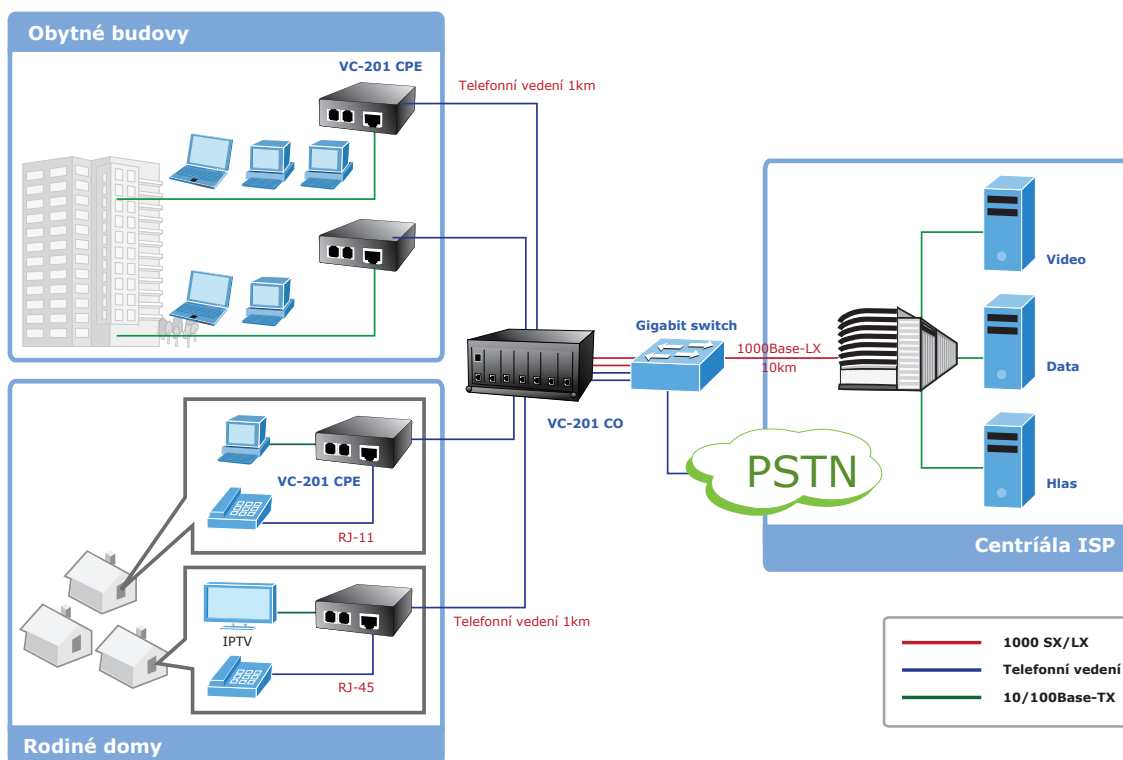 Obytné budovy
VC-201 CPE
Telefonní vedení 1km
Gigabit switch
1000Base-LX
10km
VC-201 CO
Video
Data
Hlas
PSTN
Centríála ISP
VC-201 CPE
RJ-11
IPTV
RJ-45
Telefonní vedení 1km
Rodiné domy
1000 SX/LX
Telefonní vedení
10/100Base-TX